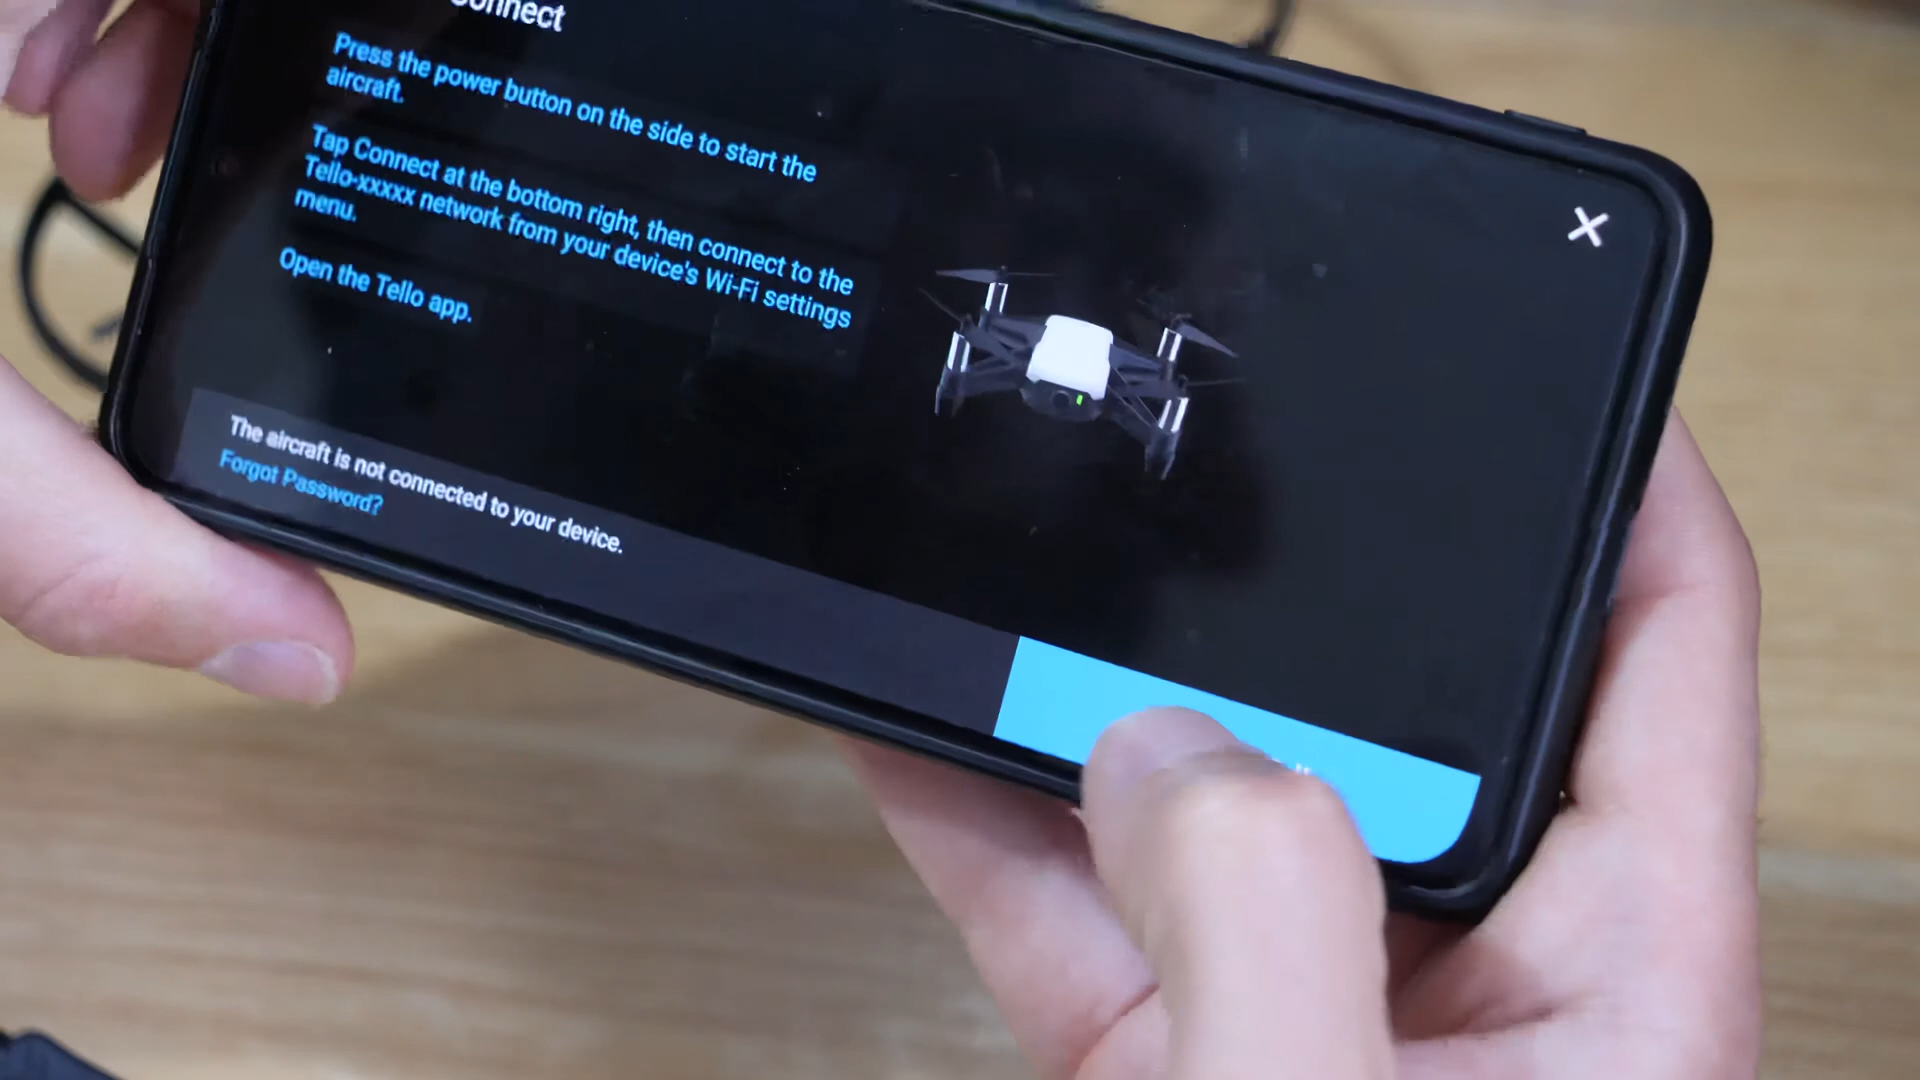 Connect
Press the power button on the side to start the
aircraft.
Tap Connect at the bottom right, then connect to the
Tello-xxxxx network from your device's Wi-Fi settings
menu.
Open the Tello app.
The aircraft is not connected to your device.
Forgot Password?